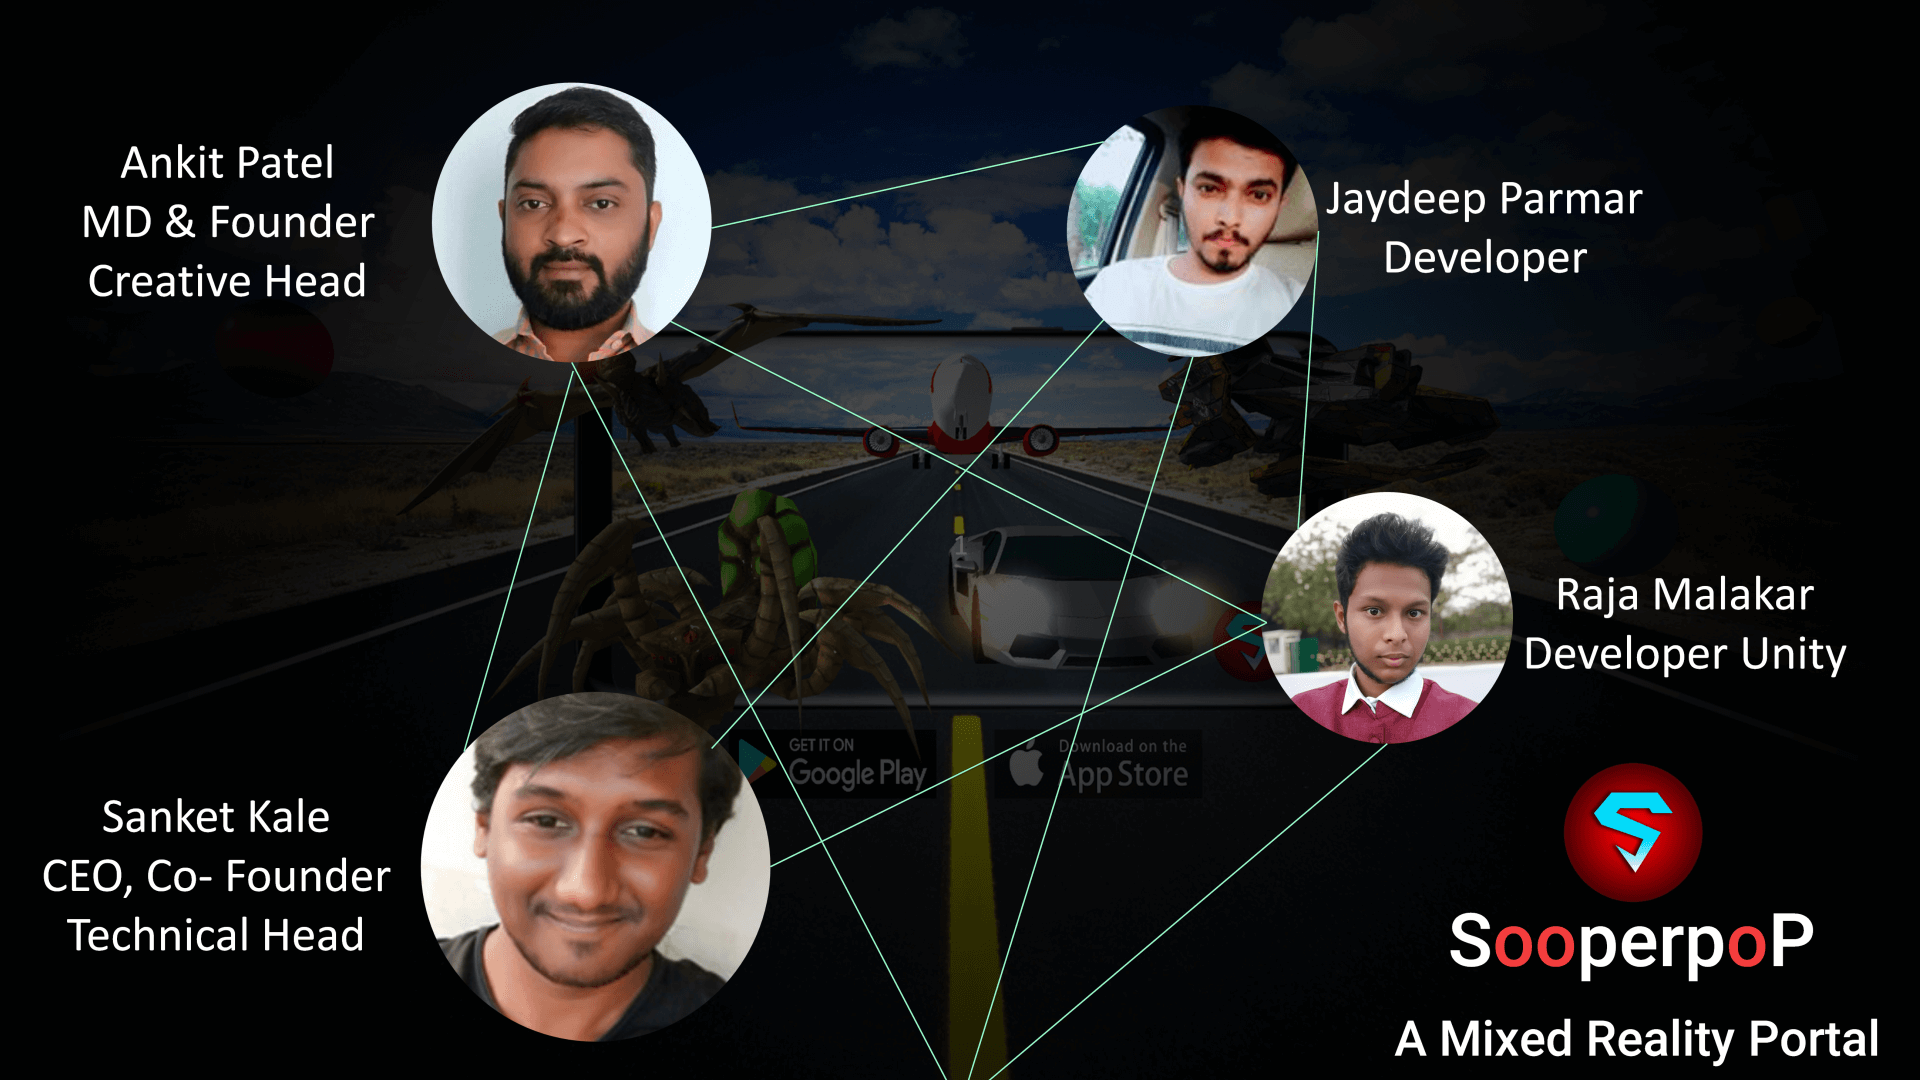 Ankit Patel
MD & Founder
Creative Head
Jaydeep Parmar
Developer
Raja Malakar
Developer Unity
Sanket Kale
CEO, Co- Founder
Technical Head
GET IT ON
Google Play
Download on the
App Store
SooperpoP
A Mixed Reality Portal